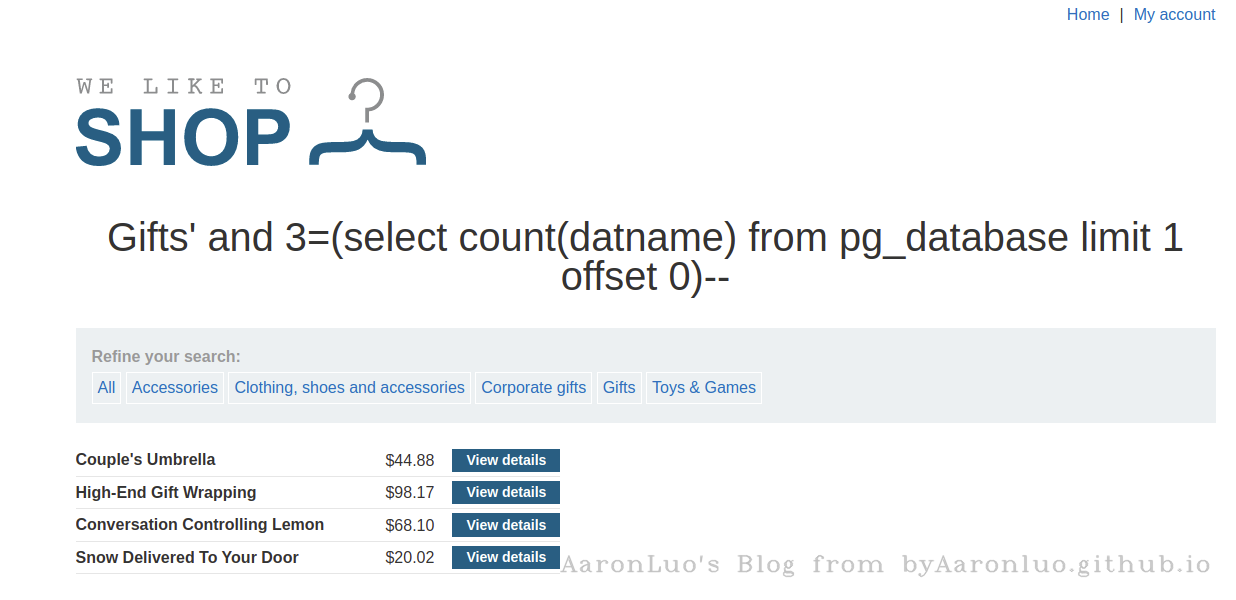 Home | My account
WE LIKE TO
SHOP
Gifts' and 3=(select count(datname) from pg_database limit 1
offset 0)--
Refine your search:
All Accessories Clothing, shoes and accessories Corporate gifts Gifts Toys & Games
Couple's Umbrella $44.88 View details
High-End Gift Wrapping $98.17 View details
Conversation Controlling Lemon $68.10 View details
Snow Delivered To Your Door $20.02 View details
AaronLuo's Blog from byAaronluo.github.io